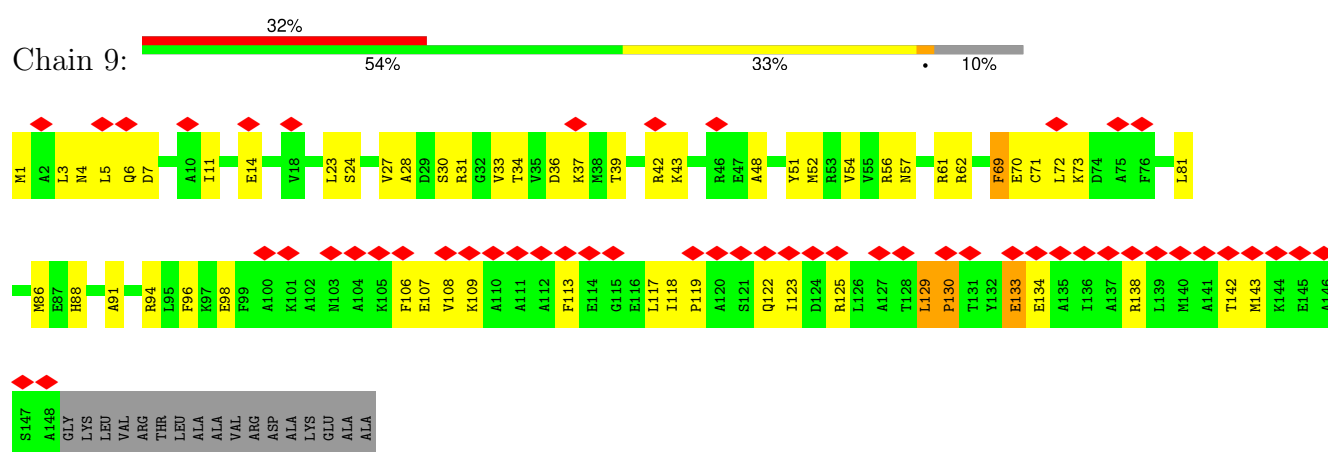 32%
Chain 9:
54% 33% • 10%
M1 A2 L3 N4 L5 Q6 D7 A10 I11 E14 V18 L23 S24 V27 A28 D29 S30 R31 G32 V33 T34 V35 D36 K37 M38 T39 R42 K43 R46 E47 A48 Y51 M52 R53 V54 V55 R56 N57 R61 R62 F69 E70 C71 L72 K73 D74 A75 F76 L81
M86 E87 H88 A91 R94 L95 F96 K97 E98 F99 A100 K101 A102 N103 A104 K105 F106 E107 V108 K109 A110 A111 A112 F113 E114 G115 E116 L117 I118 P119 A120 S121 Q122 I123 D124 R125 L126 A127 T128 L129 P130 T131 Y132 E133 E134 A135 I136 A137 R138 L139 M140 A141 T142 M143 K144 E145 A146
S147 A148 GLY LYS LEU VAL ARG THR LEU ALA ALA VAL ARG ASP ALA LYS GLU ALA ALA